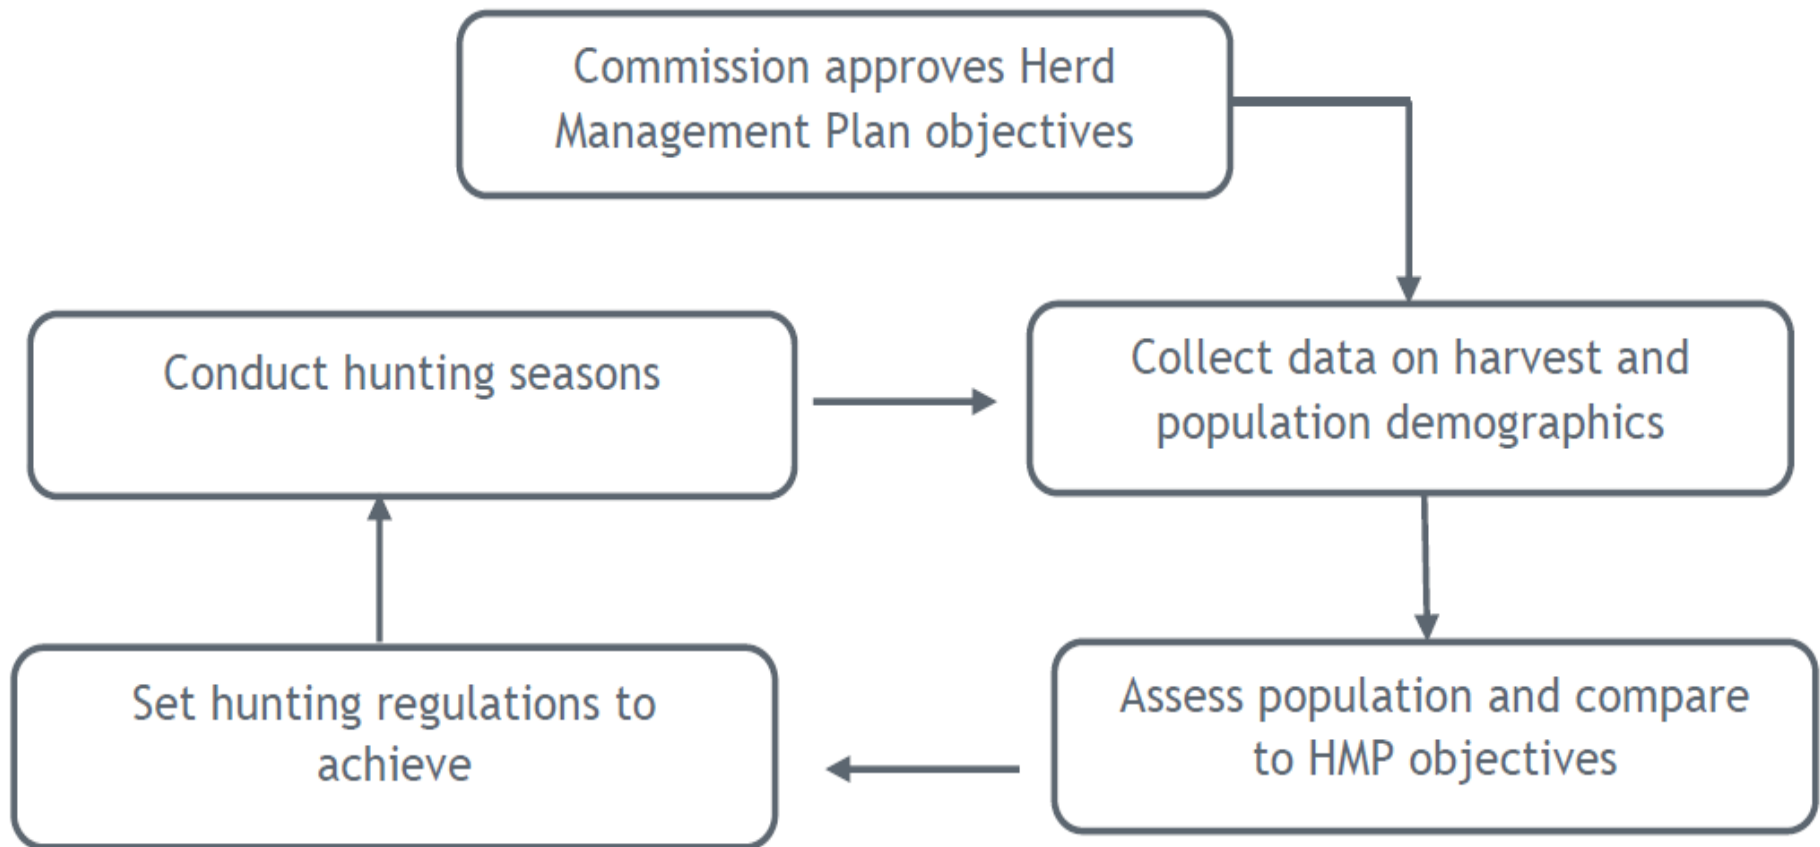 Commission approves Herd
Management Plan objectives
Conduct hunting seasons
Collect data on harvest and
population demographics
Set hunting regulations to
achieve
Assess population and compare
to HMP objectives